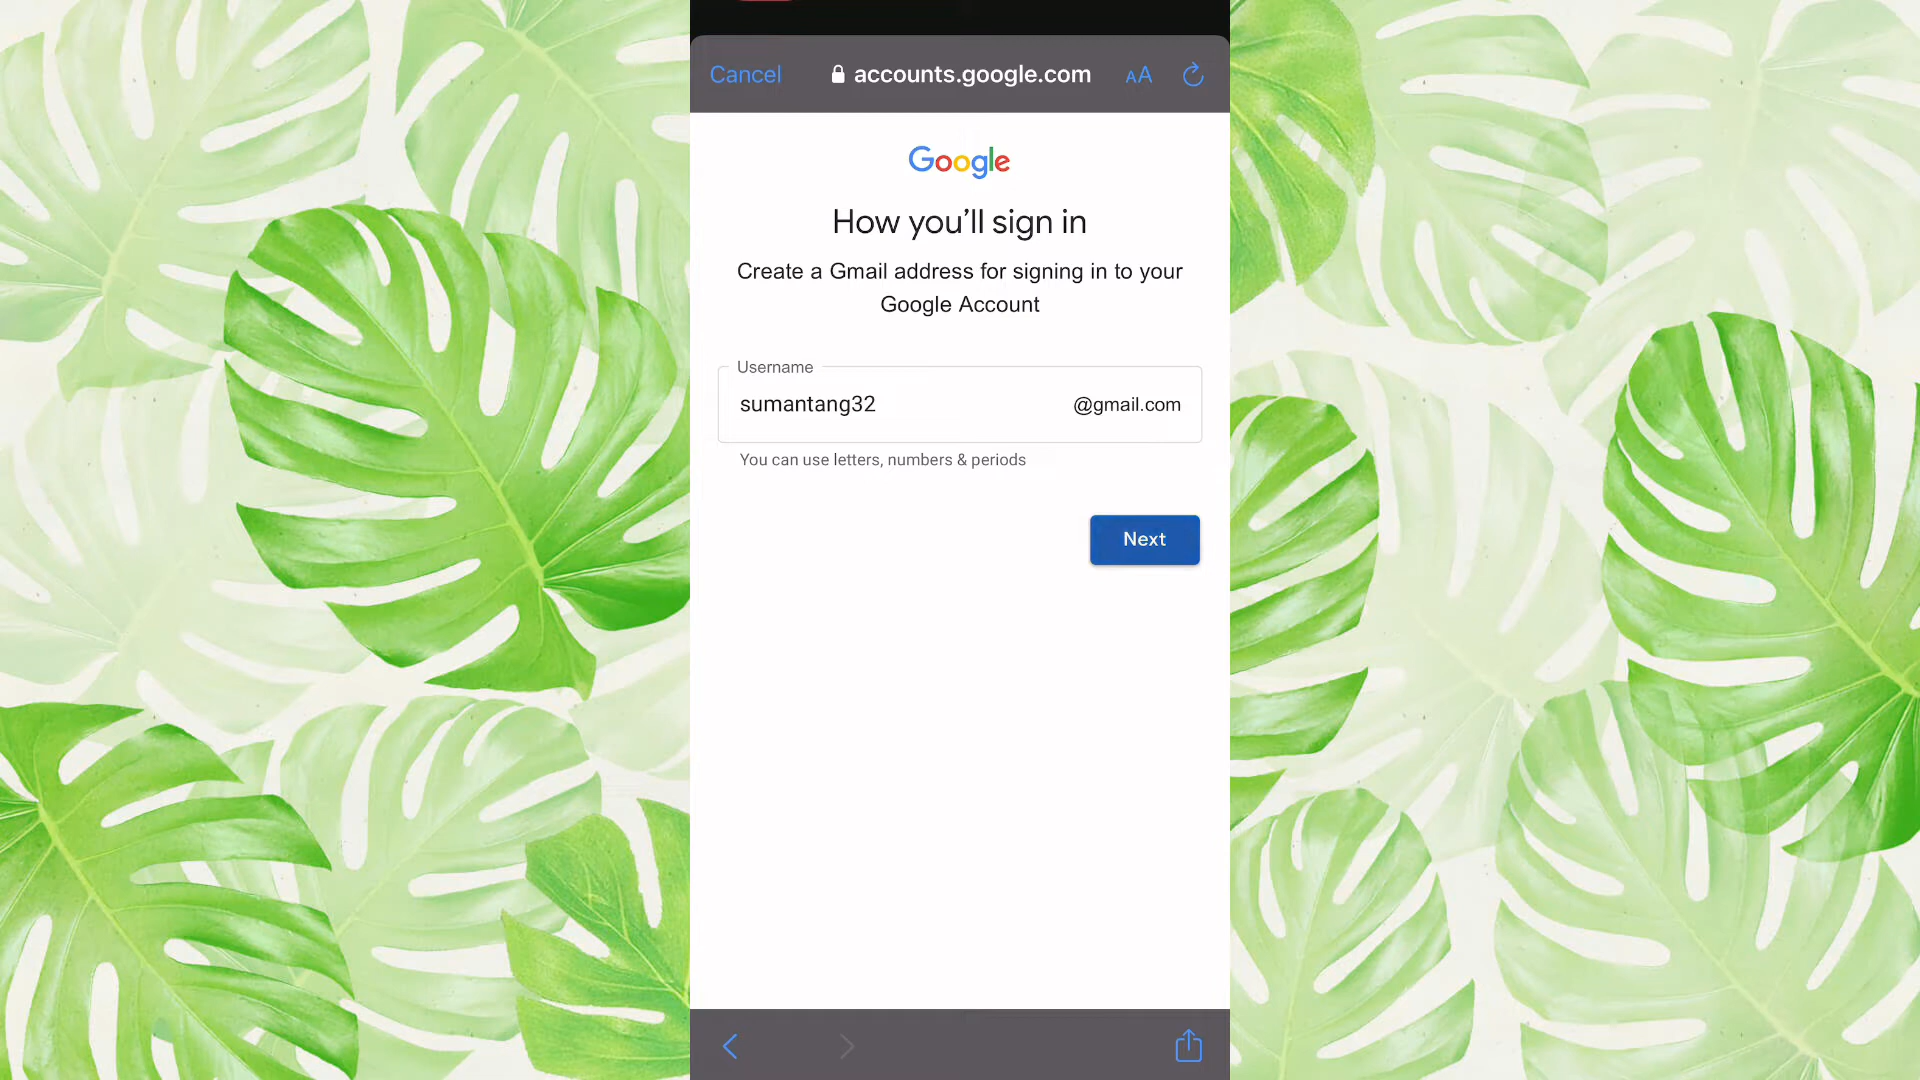 Cancel accounts.google.com AA
Google
How you'll sign in
Create a Gmail address for signing in to your
Google Account
Username
sumantang32 @gmail.com
You can use letters, numbers & periods
Next